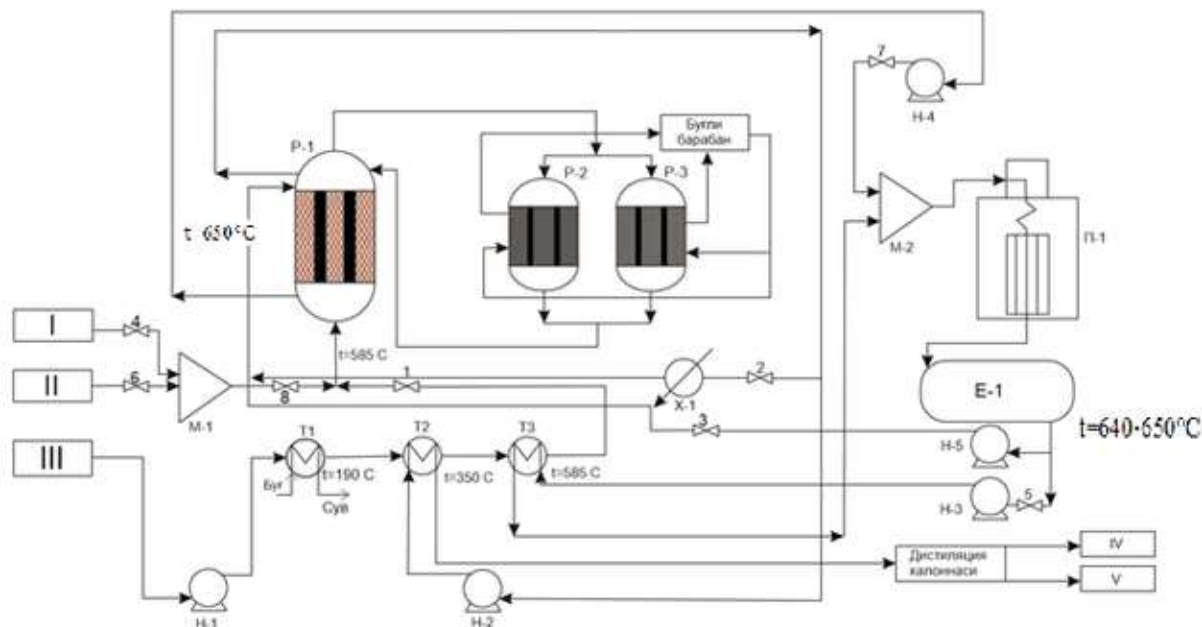 7
Н-4
Бугли
барабан
Р-1
Р-2
Р-3
t=650°C
М-2
П-1
I
4
t=585 C
II
6
8
1
2
Х-1
Е-1
t=640-650°C
М-1
3
Н-5
III
Т1
Т2
Т3
t=190 C
t=350 C
t=585 C
Буг
Сув
Н-3
5
Дистиляция
калоннаси
IV
V
Н-1
Н-2